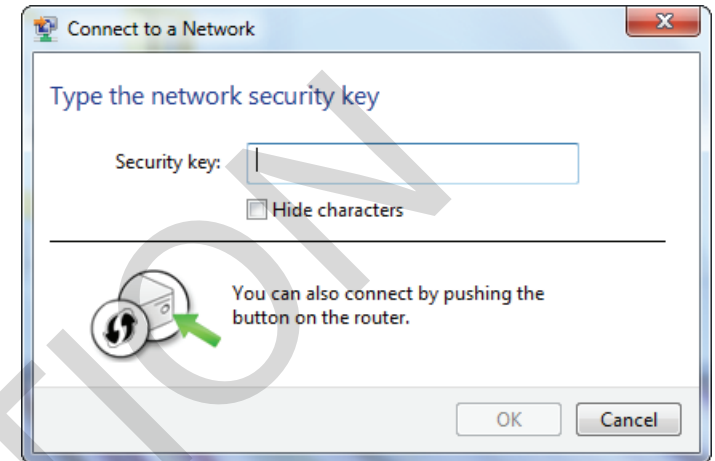 Connect to a Network
Type the network security key
Security key:
Hide characters
You can also connect by pushing the
button on the router.
OK
Cancel
TION